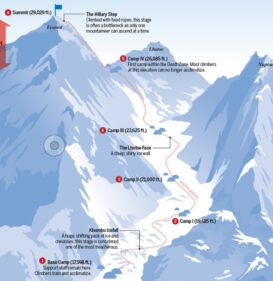 6 Summit (29,029 ft.)
Everest
The Hillary Step
Climbed with fixed ropes, this stage
is often a bottleneck as only one
mountaineer can ascend at a time.
Lhotse
5 Camp IV (26,085 ft.)
First camp within the Death Zone. Most climbers
at this elevation can no longer acclimatize.
4 Camp III (23,625 ft.)
The Lhotse Face
A steep, shiny icewall.
3 Camp II (21,000 ft.)
2 Camp I
Khumbu Icefall
A huge, shifting pack of ice and
crevasses, this stage is considered
one of the most treacherous.
1 Base Camp (17,598 ft.)
Support staff remain here.
Climbers train and acclimatize.